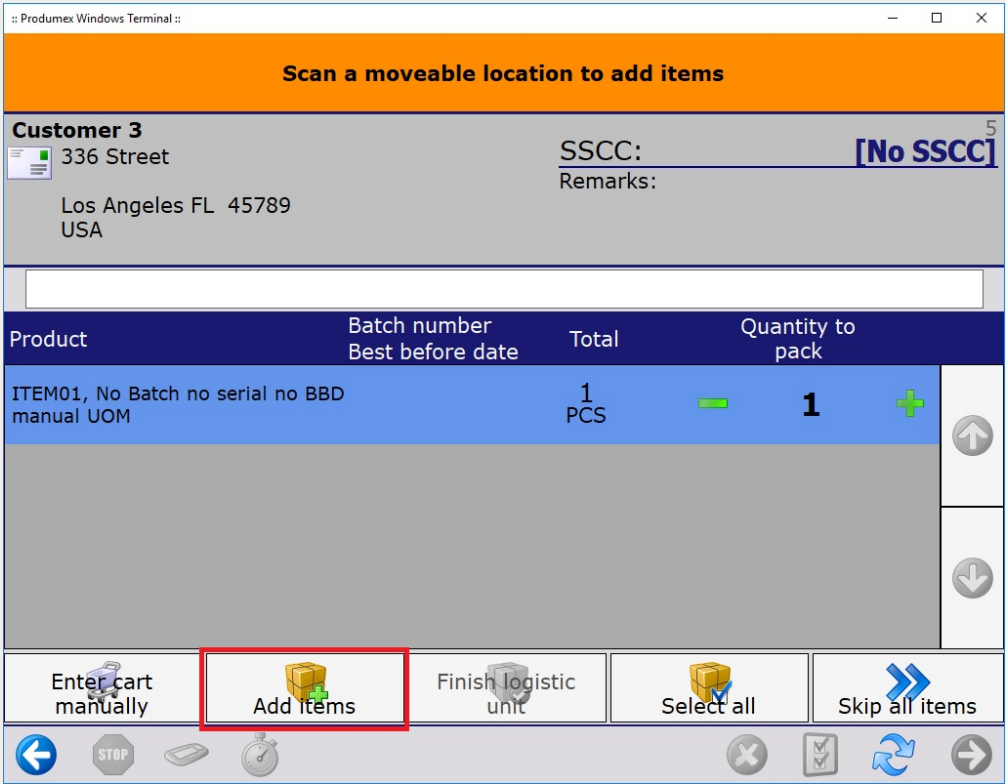 :: Produmex Windows Terminal ::
Scan a moveable location to add items
Customer 3
5
336 Street
SSCC:
[No SSCC]
Remarks:
Los Angeles FL 45789
USA
Product
Batch number
Best before date
Total
Quantity to
pack
ITEM01, No Batch no serial no BBD
manual UOM
1
PCS
1
Enter cart
manually
Add items
Finish logistic
unit
Select all
Skip all items
STOP